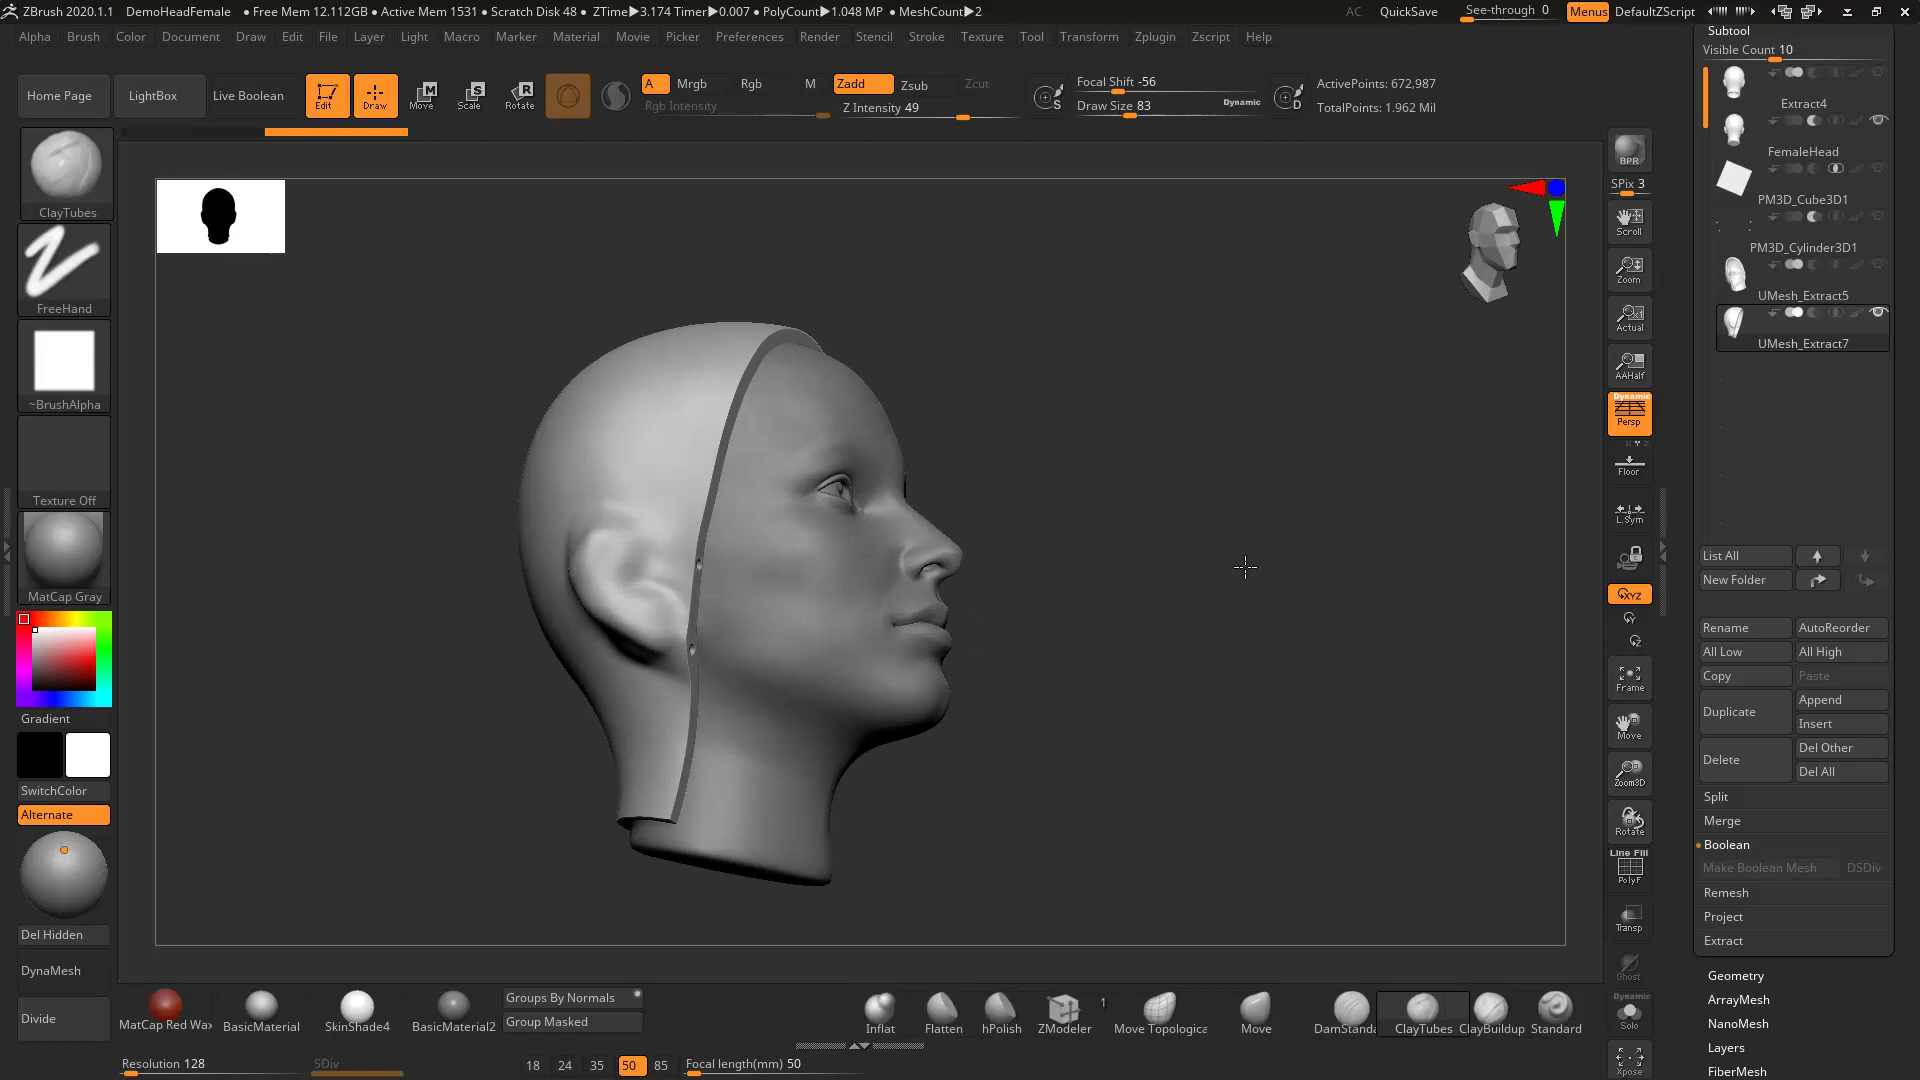 ZBrush 2020.1.1 DemoHeadFemale • Free Mem 12.112GB • Active Mem 1531 • Scratch Disk 48 • ZTime▶3.174 Timer▶0.007 • PolyCount▶1.048 MP • MeshCount▶2 AC QuickSave See-through 0 Menus DefaultZScript
Alpha Brush Color Document Draw Edit File Layer Light Macro Marker Material Movie Picker Preferences Render Stencil Stroke Texture Tool Transform Zplugin Zscript Help
Home Page LightBox Live Boolean Edit Draw Move Scale Rotate
A Mrgb Rgb M Zadd Zsub Zcut
Rgb Intensity Z Intensity 49
S Focal Shift -56
Draw Size 83 Dynamic D
ActivePoints: 672,987
TotalPoints: 1.962 Mil
ClayTubes
FreeHand
~BrushAlpha
Texture Off
MatCap Gray
Gradient
SwitchColor
Alternate
Del Hidden
DynaMesh
Divide
BPR
SPix 3
Scroll
Zoom
Actual
AAHalf
Dynamic
Persp
Floor
L.Sym
XYZ
Y
Z
Frame
Move
Zoom3D
Rotate
Line Fill
PolyF
Transp
Ghost
Dynamic
Solo
Xpose
Subtool
Visible Count 10
Extract4
FemaleHead
PM3D_Cube3D1
PM3D_Cylinder3D1
UMesh_Extract5
UMesh_Extract7
List All
New Folder
Rename AutoReorder
All Low All High
Copy Paste
Duplicate Append
Insert
Delete Del Other
Del All
Split
Merge
Boolean
Make Boolean Mesh DSDiv
Remesh
Project
Extract
Geometry
ArrayMesh
NanoMesh
Layers
FiberMesh
MatCap Red Wax BasicMaterial SkinShade4 BasicMaterial2
Groups By Normals
Group Masked
Inflat Flatten hPolish ZModeler 1 Move Topologica Move DamStanda ClayTubes ClayBuildup Standard
Resolution 128 SDiv 18 24 35 50 85 Focal length(mm) 50